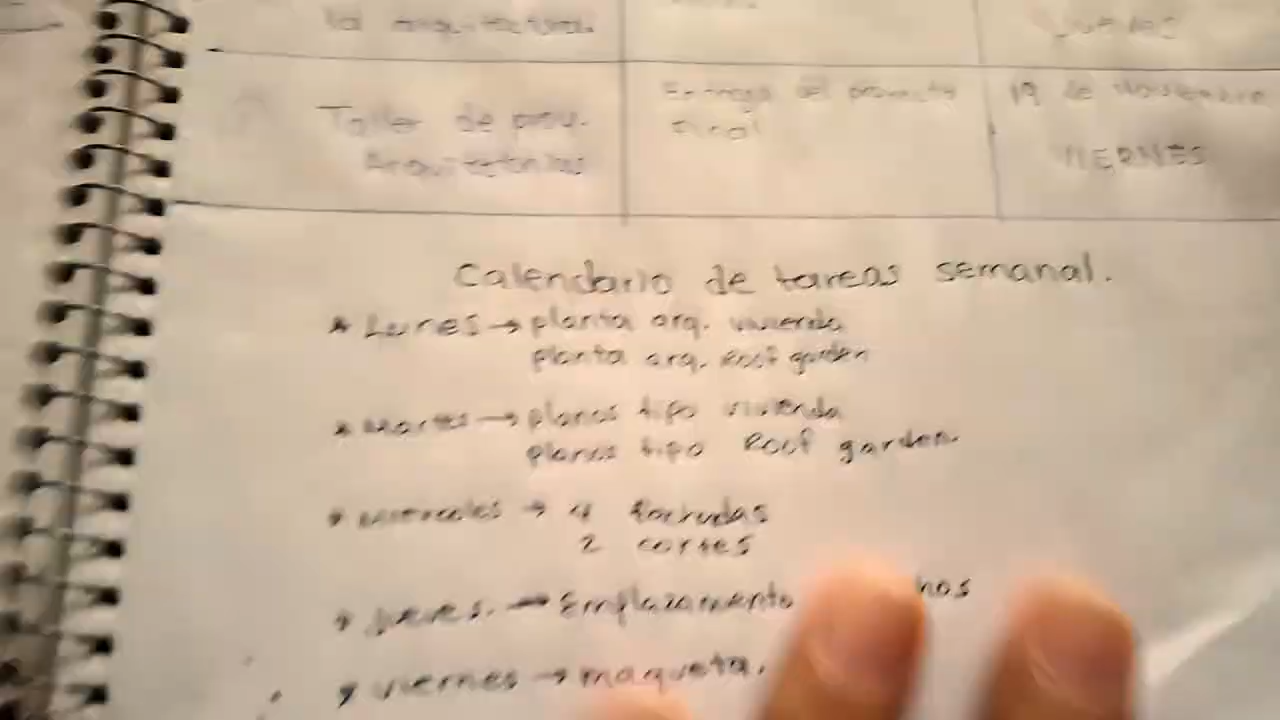 Taller de proy.
Arquitectónicos
Entrega del proyecto
final
19 de Noviembre
VIERNES
Calendario de tareas semanal.
* Lunes → planta arq. vivienda
planta arq. Roof garden
* Martes → planos tipo vivienda
planos tipo Roof garden.
* Miercoles → 4 fachadas
2 cortes
* Jueves. → Emplazamento
* viernes → maqueta.